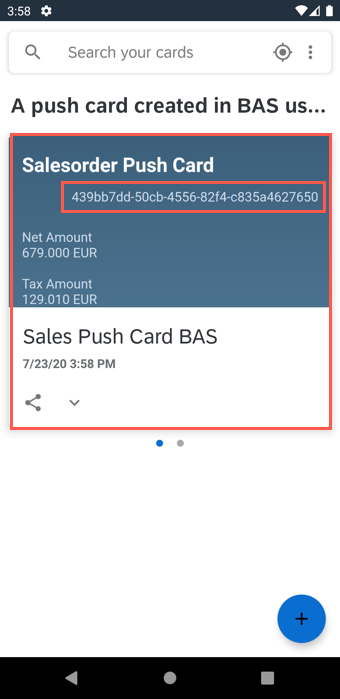 3:58
Search your cards
A push card created in BAS us...
Salesorder Push Card
439bb7dd-50cb-4556-82f4-c835a4627650
Net Amount
679.000 EUR
Tax Amount
129.010 EUR
Sales Push Card BAS
7/23/20 3:58 PM